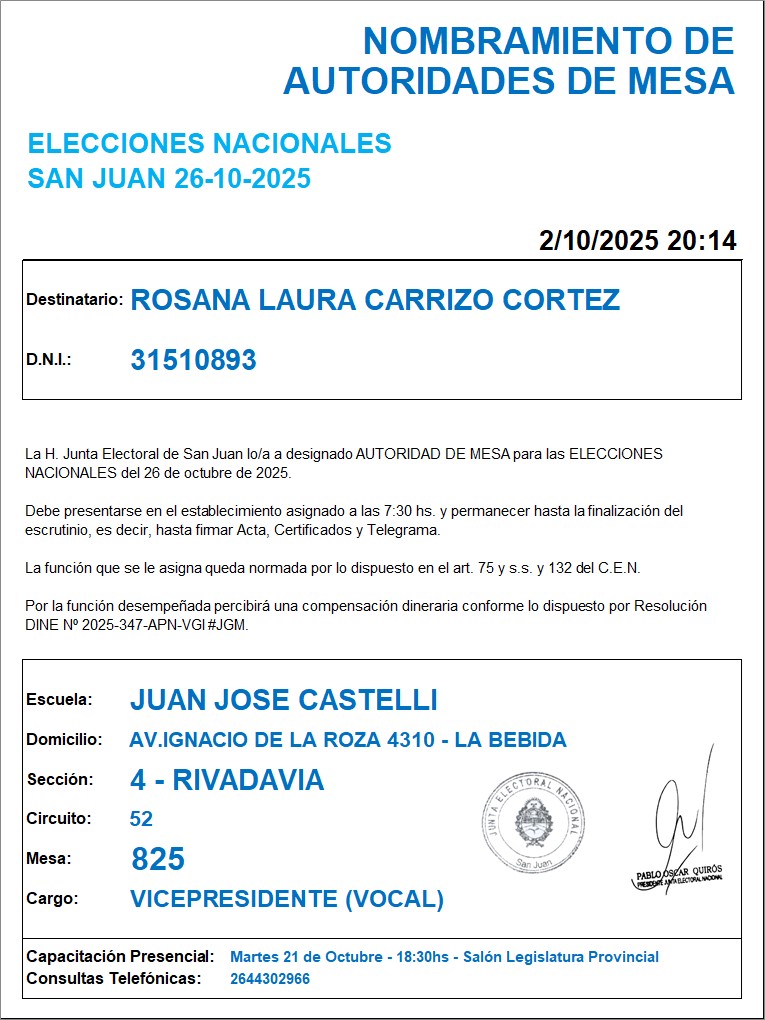 NOMBRAMIENTO DE
AUTORIDADES DE MESA
ELECCIONES NACIONALES
SAN JUAN 26-10-2025
2/10/2025 20:14
Destinatario: ROSANA LAURA CARRIZO CORTEZ
D.N.I.: 31510893
La H. Junta Electoral de San Juan lo/a a designado AUTORIDAD DE MESA para las ELECCIONES
NACIONALES del 26 de octubre de 2025.
Debe presentarse en el establecimiento asignado a las 7:30 hs. y permanecer hasta la finalización del
escrutinio, es decir, hasta firmar Acta, Certificados y Telegrama.
La función que se le asigna queda normada por lo dispuesto en el art. 75 y s.s. y 132 del C.E.N.
Por la función desempeñada percibirá una compensación dineraria conforme lo dispuesto por Resolución
DINE Nº 2025-347-APN-VGI#JGM.
Escuela: JUAN JOSE CASTELLI
Domicilio: AV.IGNACIO DE LA ROZA 4310 - LA BEBIDA
Sección: 4 - RIVADAVIA
Circuito: 52
Mesa: 825
Cargo: VICEPRESIDENTE (VOCAL)
JUNTA ELECTORAL NACIONAL
San Juan
PABLO OSCAR QUIRÓS
PRESIDENTE JUNTA ELECTORAL NACIONAL
Capacitación Presencial: Martes 21 de Octubre - 18:30hs - Salón Legislatura Provincial
Consultas Telefónicas: 2644302966